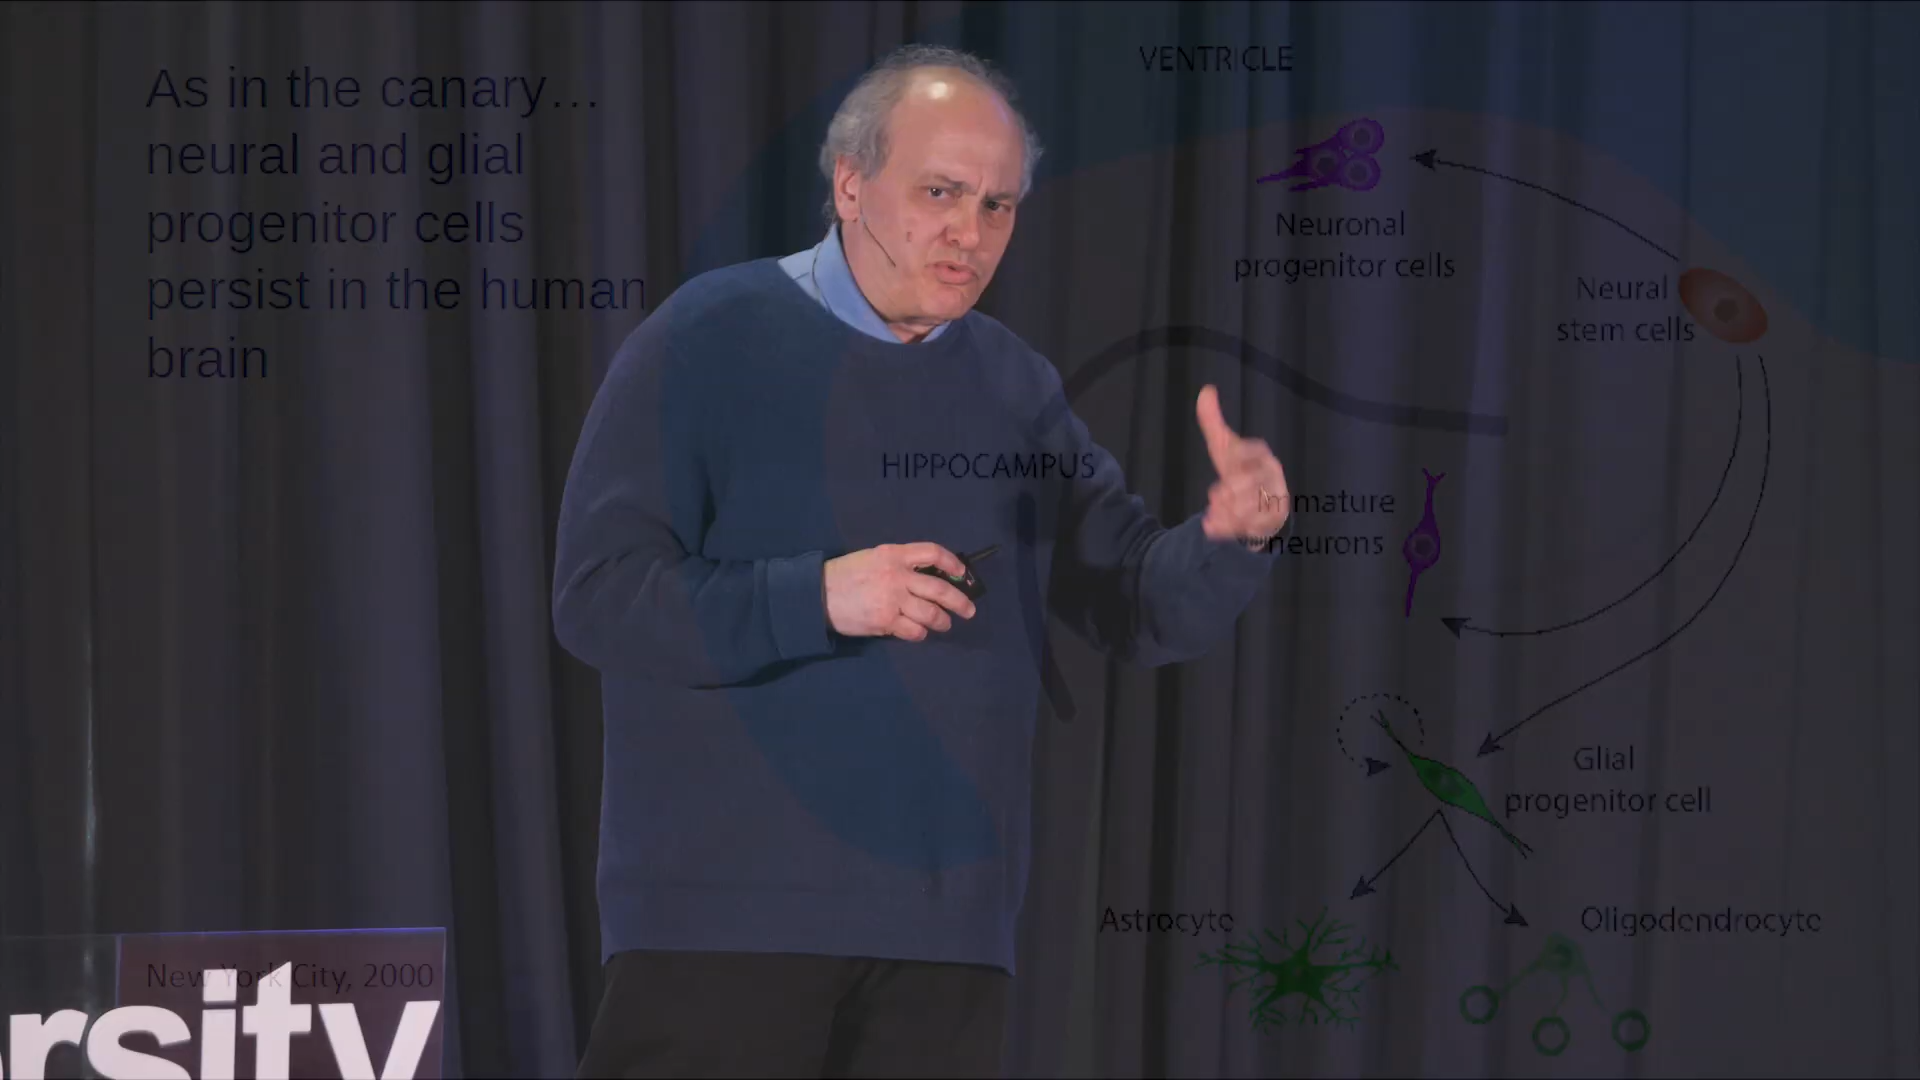 As in the canary…
neural and glial
progenitor cells
persist in the human
brain
VENTRICLE
Neuronal
progenitor cells
Neural
stem cells
HIPPOCAMPUS
Immature
neurons
Glial
progenitor cell
Astrocyte
Oligodendrocyte
New York City, 2000
rsity